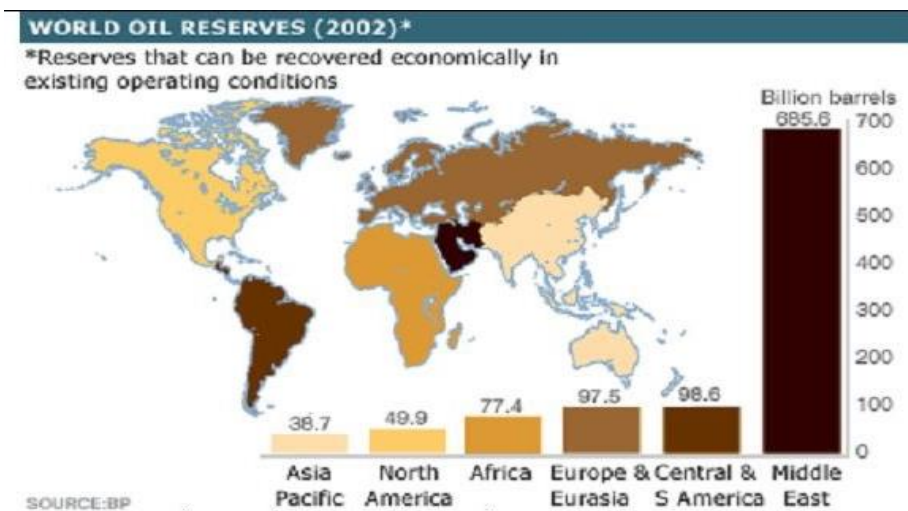 WORLD OIL RESERVES (2002)*
*Reserves that can be recovered economically in
existing operating conditions
Billion barrels
685.6
700
600
500
400
300
200
100
0
38.7
49.9
77.4
97.5
98.6
Asia
Pacific
North
America
Africa
Europe &
Eurasia
Central &
S America
Middle
East
SOURCE:BP